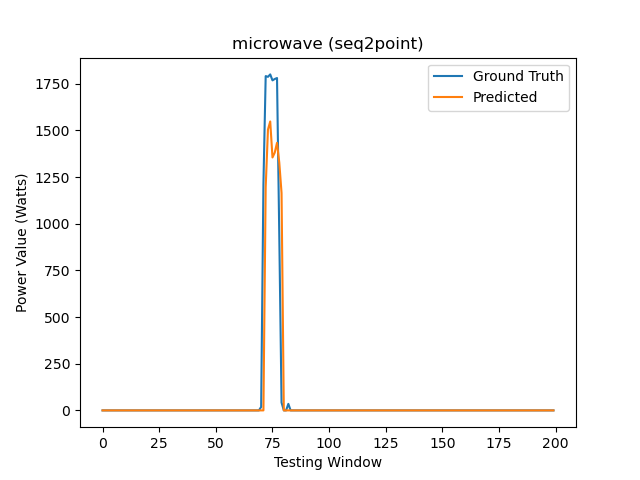 microwave (seq2point)
Ground Truth
Predicted
1750
1500
1250
1000
750
500
250
0
Power Value (Watts)
0 25 50 75 100 125 150 175 200
Testing Window